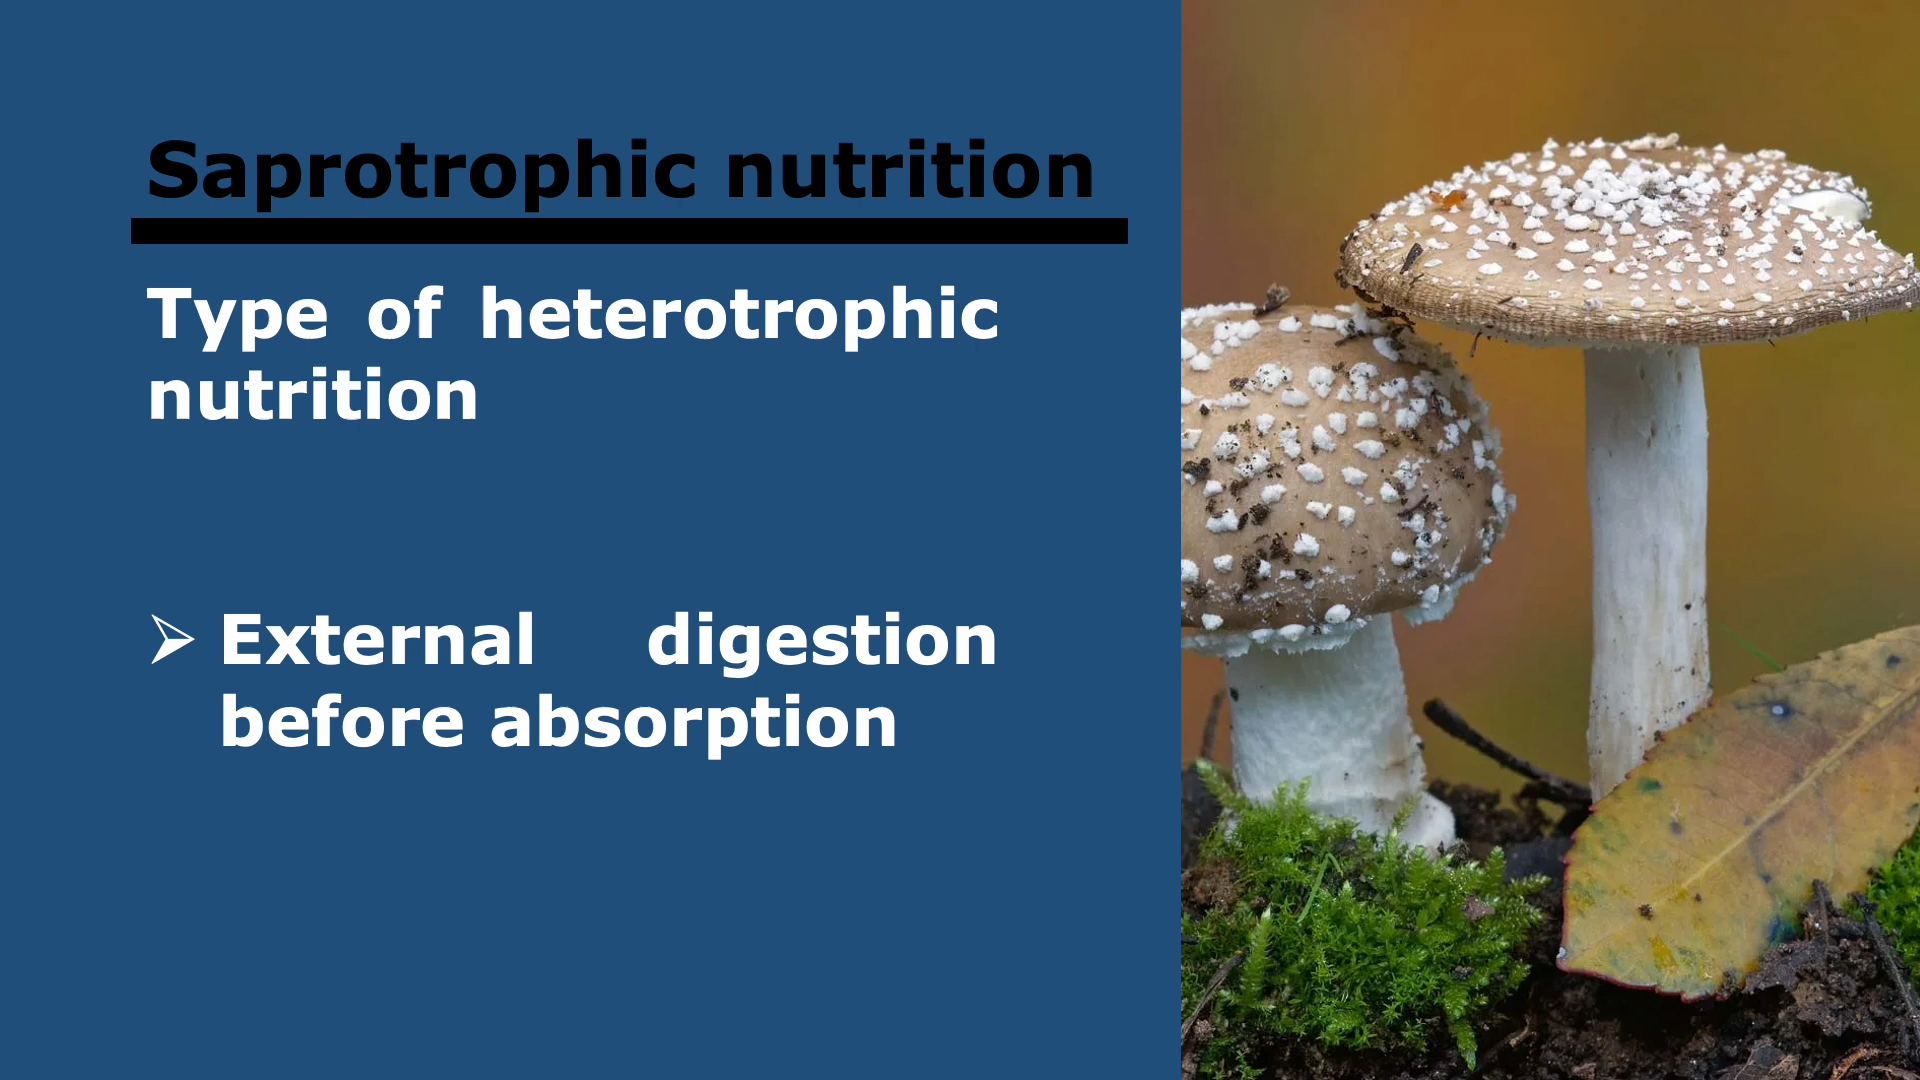 Saprotrophic nutrition
Type of heterotrophic
nutrition
➢ External digestion
before absorption